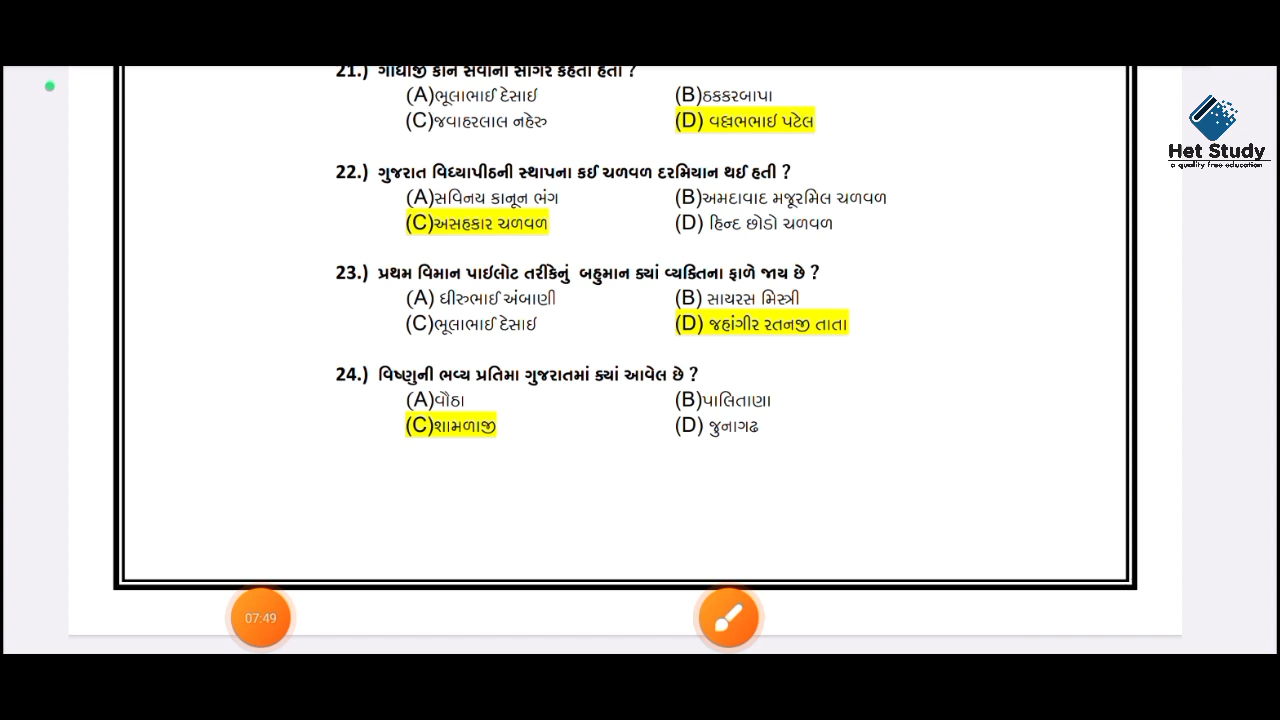 21.) ગાંધીજી કોને સેવાના સાગર કહેતા હતા ?
(A)ભૂલાભાઈ દેસાઈ (B)ઠકકરબાપા
(C)જવાહરલાલ નહેરુ (D) વલ્લભભાઈ પટેલ
22.) ગુજરાત વિધ્યાપીઠની સ્થાપના કઈ ચળવળ દરમિયાન થઈ હતી ?
(A)સવિનય કાનૂન ભંગ (B)અમદાવાદ મજૂરમિલ ચળવળ
(C)અસહકાર ચળવળ (D) હિન્દ છોડો ચળવળ
23.) પ્રથમ વિમાન પાઈલોટ તરીકેનું બહુમાન ક્યાં વ્યક્તિના ફાળે જાય છે ?
(A) ધીરુભાઈ અંબાણી (B) સાયરસ મિસ્ત્રી
(C)ભૂલાભાઈ દેસાઈ (D) જહાંગીર રતનજી તાતા
24.) વિષ્ણુની ભવ્ય પ્રતિમા ગુજરાતમાં ક્યાં આવેલ છે ?
(A)વૌઠા (B)પાલિતાણા
(C)શામળાજી (D) જુનાગઢ
Het Study
a quality free education
07:49